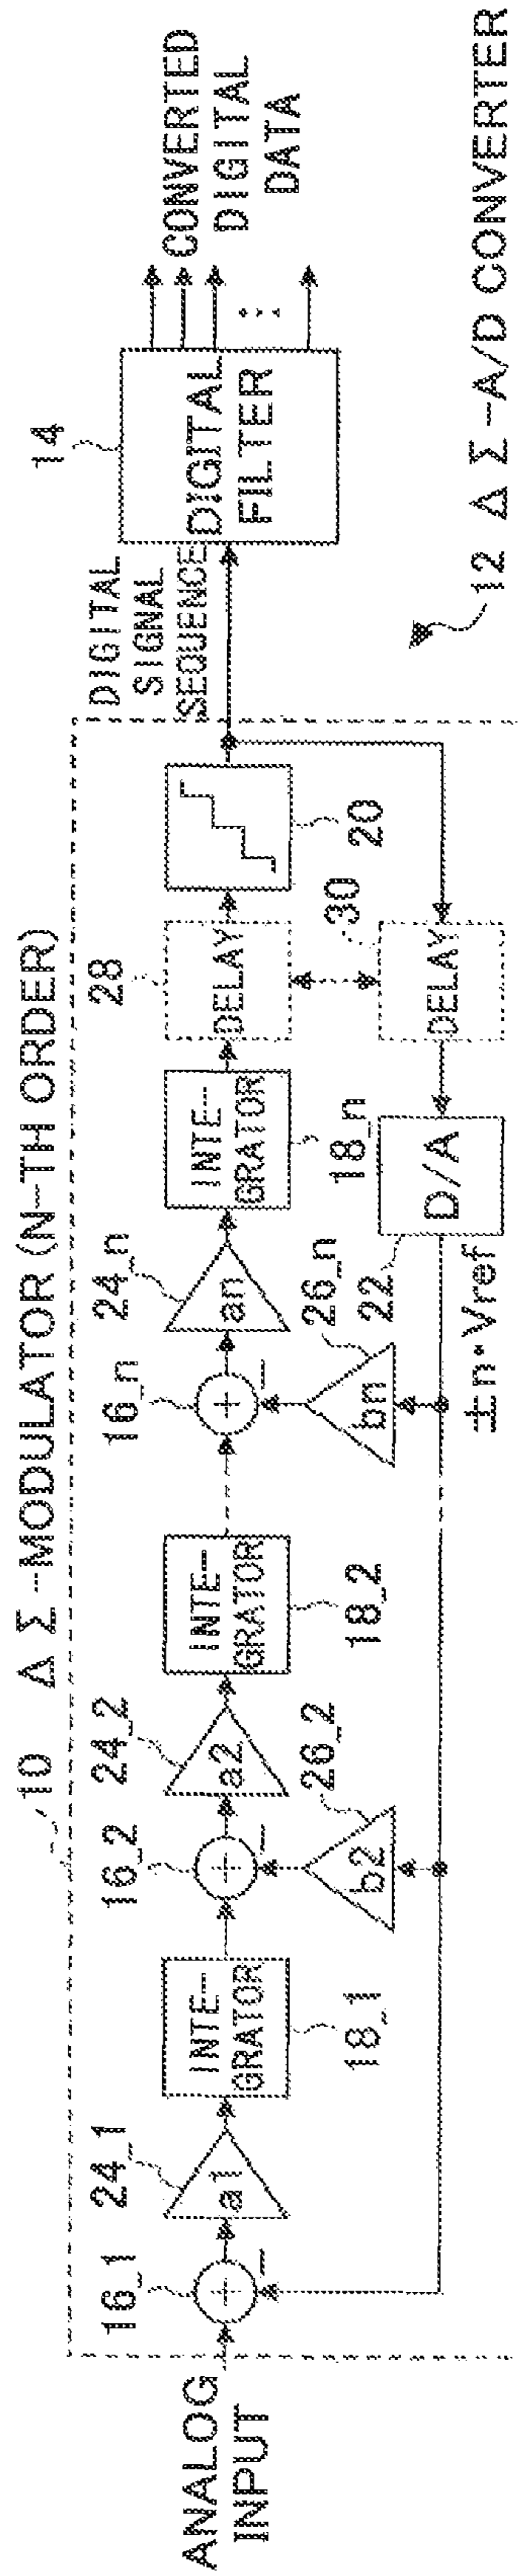 10 ΔΣ-MODULATOR (N-TH ORDER)
ANALOG
INPUT
16_1
24_1
a1
INTE-
GRATOR
18_1
16_2
24_2
a2
b2
26_2
INTE-
GRATOR
18_2
16_n
24_n
an
bn
26_n
INTE-
GRATOR
18_n
28
DELAY
20
30
DELAY
D/A
22
±n·Vref
DIGITAL
SIGNAL
SEQUENCE
14
DIGITAL
FILTER
CONVERTED
DIGITAL
DATA
12 ΔΣ-A/D CONVERTER